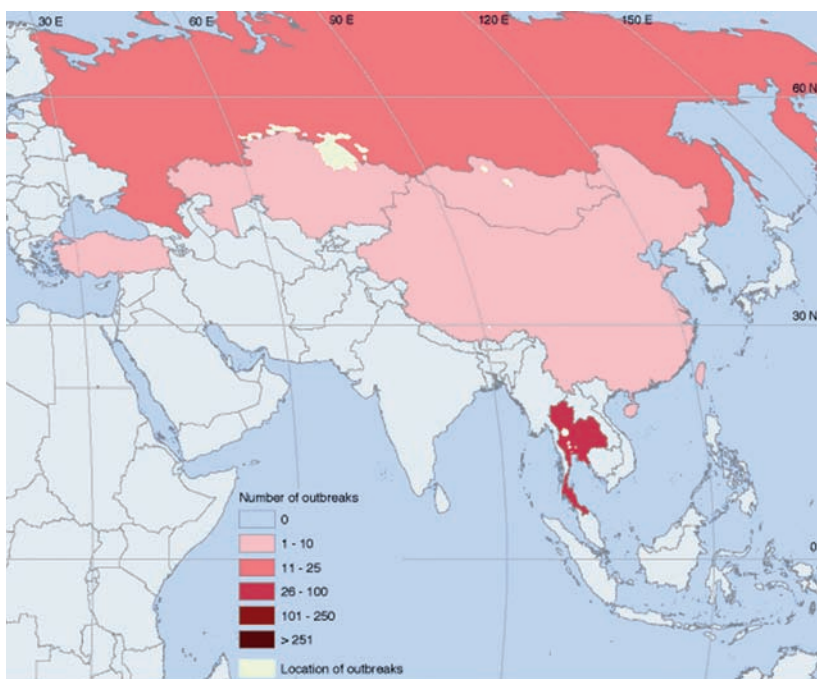 30 E 60 E 90 E 120 E 150 E
60 N
30 N
0
Number of outbreaks
0
1 - 10
11 - 25
26 - 100
101 - 250
> 251
Location of outbreaks